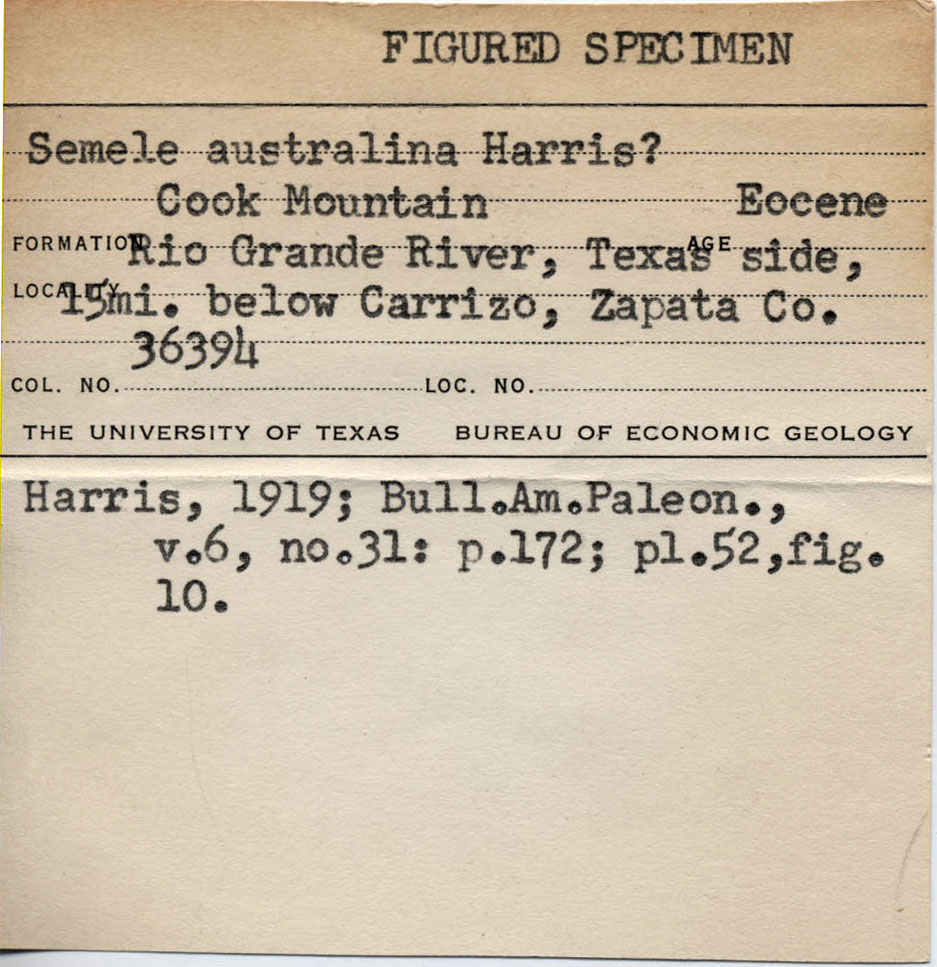 FIGURED SPECIMEN
Semele australina Harris?
Cook Mountain Eocene
FORMATION AGE
Rio Grande River, Texas side,
LOCALITY
15mi. below Carrizo, Zapata Co.
36394
COL. NO. LOC. NO.
THE UNIVERSITY OF TEXAS BUREAU OF ECONOMIC GEOLOGY
Harris, 1919; Bull.Am.Paleon.,
v.6, no.31: p.172; pl.52,fig.
10.